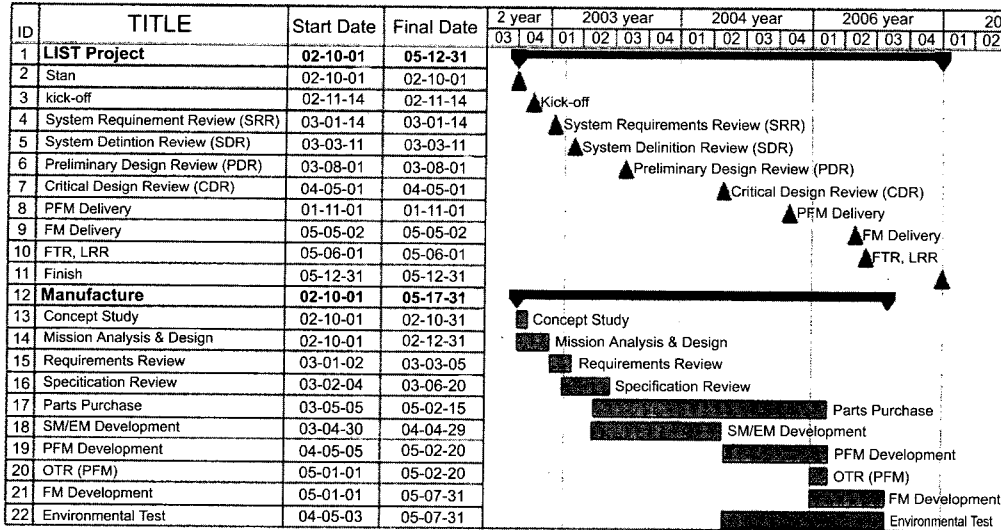 ID TITLE Start Date Final Date 2 year 2003 year 2004 year 2006 year 20
03 04 01 02 03 04 01 02 03 04 01 02 03 04 01 02
1 LIST Project 02-10-01 05-12-31
2 Stan 02-10-01 02-10-01
3 kick-off 02-11-14 02-11-14 Kick-off
4 System Requinement Review (SRR) 03-01-14 03-01-14 System Requirements Review (SRR)
5 System Detintion Review (SDR) 03-03-11 03-03-11 System Delinition Review (SDR)
6 Preliminary Design Review (PDR) 03-08-01 03-08-01 Preliminary Design Review (PDR)
7 Critical Design Review (CDR) 04-05-01 04-05-01 Critical Design Review (CDR)
8 PFM Delivery 01-11-01 01-11-01 PFM Delivery
9 FM Delivery 05-05-02 05-05-02 FM Delivery
10 FTR, LRR 05-06-01 05-06-01 FTR, LRR
11 Finish 05-12-31 05-12-31
12 Manufacture 02-10-01 05-17-31
13 Concept Study 02-10-01 02-10-31 Concept Study
14 Mission Analysis & Design 02-10-01 02-12-31 Mission Analysis & Design
15 Requirements Review 03-01-02 03-03-05 Requirements Review
16 Specitication Review 03-02-04 03-06-20 Specification Review
17 Parts Purchase 03-05-05 05-02-15 Parts Purchase
18 SM/EM Development 03-04-30 04-04-29 SM/EM Development
19 PFM Development 04-05-05 05-02-20 PFM Development
20 OTR (PFM) 05-01-01 05-02-20 OTR (PFM)
21 FM Development 05-01-01 05-07-31 FM Development
22 Environmental Test 04-05-03 05-07-31 Environmental Test